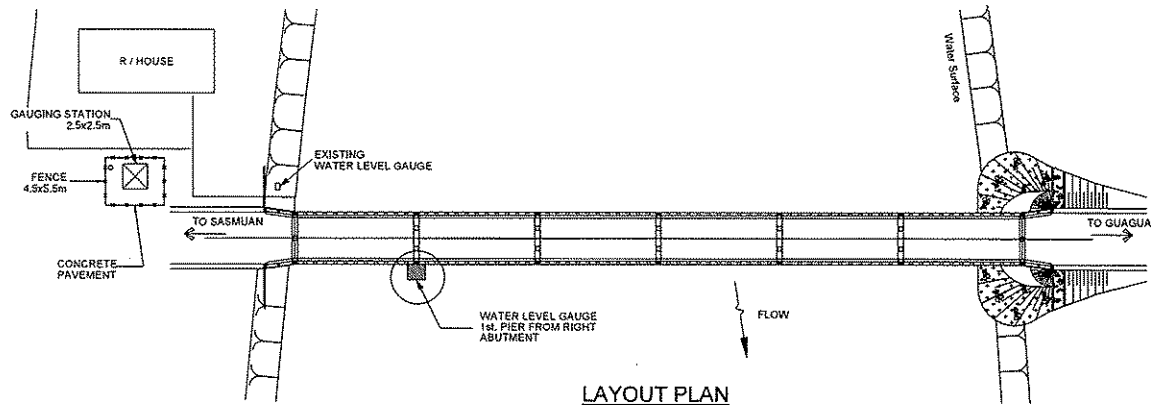 R / HOUSE
GAUGING STATION
2.5x2.5m
EXISTING
WATER LEVEL GAUGE
Water Surface
FENCE
4.5x5.5m
TO SASMUAN
TO GUAGUA
CONCRETE
PAVEMENT
WATER LEVEL GAUGE
1st. PIER FROM RIGHT
ABUTMENT
FLOW
LAYOUT PLAN